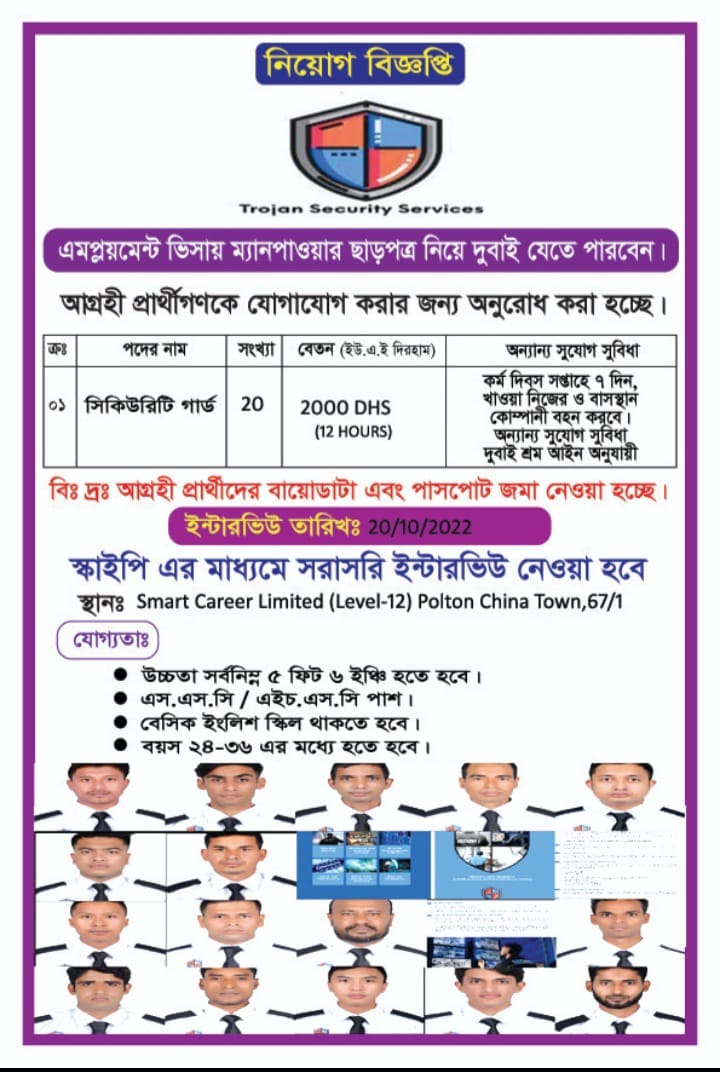 নিয়োগ বিজ্ঞপ্তি
Trojan Security Services
এমপ্লয়মেন্ট ভিসায় ম্যানপাওয়ার ছাড়পত্র নিয়ে দুবাই যেতে পারবেন।
আগ্রহী প্রার্থীগণকে যোগাযোগ করার জন্য অনুরোধ করা হচ্ছে।
ক্রঃ পদের নাম সংখ্যা বেতন (ইউ.এ.ই দিরহাম) অন্যান্য সুযোগ সুবিধা
০১ সিকিউরিটি গার্ড 20 2000 DHS
(12 HOURS)
কর্ম দিবস সপ্তাহে ৭ দিন,
খাওয়া নিজের ও বাসস্থান
কোম্পানী বহন করবে।
অন্যান্য সুযোগ সুবিধা
দুবাই শ্রম আইন অনুযায়ী
বিঃ দ্রঃ আগ্রহী প্রার্থীদের বায়োডাটা এবং পাসপোট জমা নেওয়া হচ্ছে।
ইন্টারভিউ তারিখঃ 20/10/2022
স্কাইপি এর মাধ্যমে সরাসরি ইন্টারভিউ নেওয়া হবে
স্থানঃ Smart Career Limited (Level-12) Polton China Town,67/1
যোগ্যতাঃ
● উচ্চতা সর্বনিম্ন ৫ ফিট ৬ ইঞ্চি হতে হবে।
● এস.এস.সি / এইচ.এস.সি পাশ।
● বেসিক ইংলিশ স্কিল থাকতে হবে।
● বয়স ২৪-৩৬ এর মধ্যে হতে হবে।